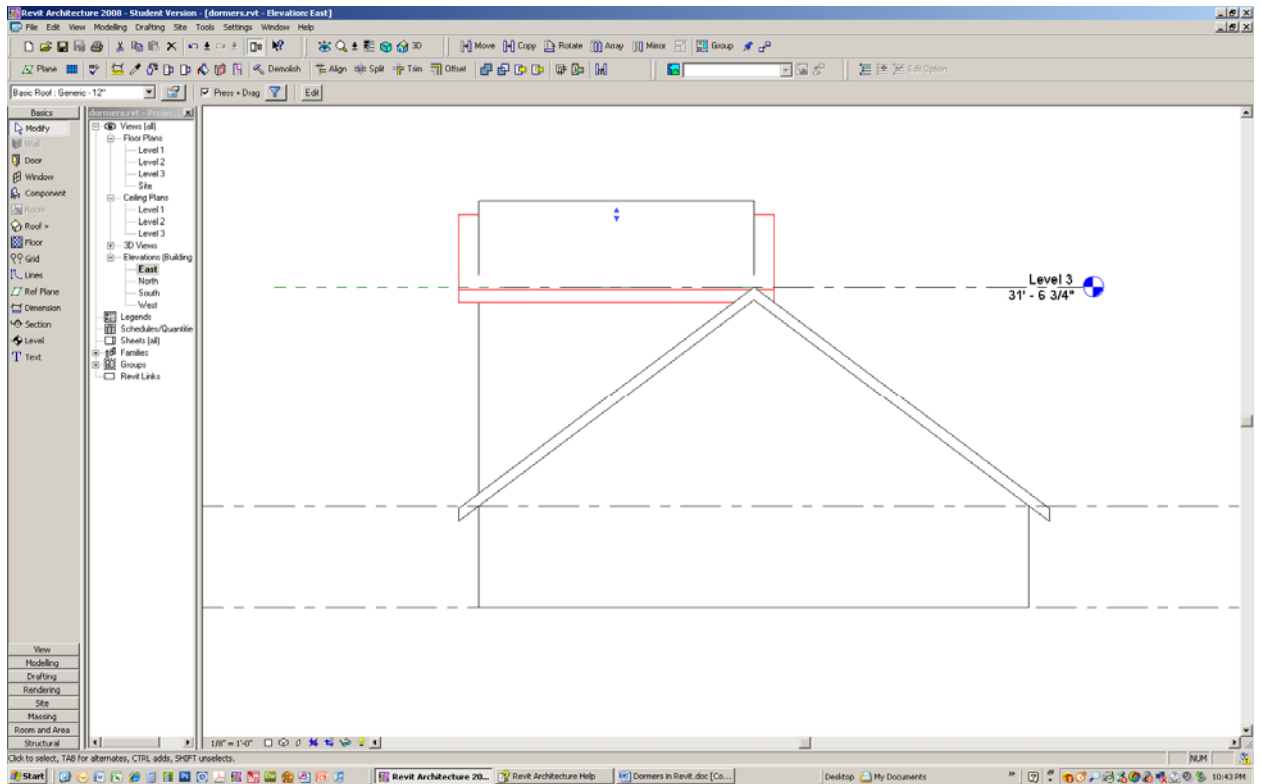 Revit Architecture 2008 - Student Version - [dormers.rvt - Elevation: East]
File Edit View Modelling Drafting Site Tools Settings Window Help
3D Move Copy Rotate Array Mirror Group
Plane Demolish Align Split Trim Offset Edit Option
Basic Roof : Generic - 12" Press + Drag Edit
Basics
Modify
Wall
Door
Window
Component
Room
Roof »
Floor
Grid
Lines
Ref Plane
Dimension
Section
Level
Text
View
Modelling
Drafting
Rendering
Site
Massing
Room and Area
Structural
dormers.rvt - Projec...
Views (all)
Floor Plans
Level 1
Level 2
Level 3
Site
Ceiling Plans
Level 1
Level 2
Level 3
3D Views
Elevations (Building
East
North
South
West
Legends
Schedules/Quantitie
Sheets (all)
Families
Groups
Revit Links
Level 3
31' - 6 3/4"
1/8" = 1'-0"
Click to select, TAB for alternates, CTRL adds, SHIFT unselects.
NUM
Start Revit Architecture 20... Revit Architecture Help Dormers in Revit.doc [Co... Desktop My Documents » 10:43 PM